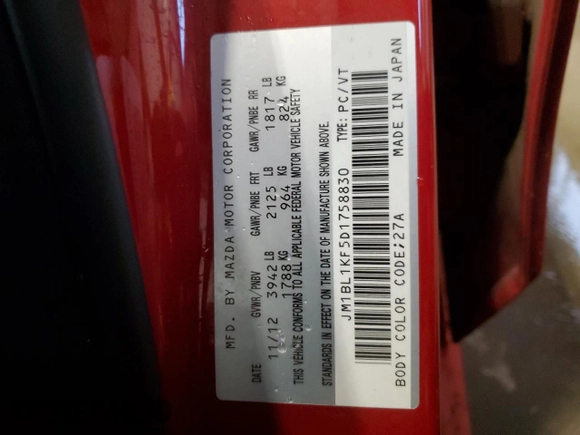 MFD. BY MAZDA MOTOR CORPORATION
DATE GVWR/PNBV GAWR/PNBE FRT GAWR/PNBE RR
11/12 3942 LB 2125 LB 1817 LB
1788 KG 964 KG 824 KG
THIS VEHICLE CONFORMS TO ALL APPLICABLE FEDERAL MOTOR VEHICLE SAFETY
STANDARDS IN EFFECT ON THE DATE OF MANUFACTURE SHOWN ABOVE.
JM1BL1KF5D1758830 TYPE: PC/VT
BODY COLOR CODE;27A MADE IN JAPAN